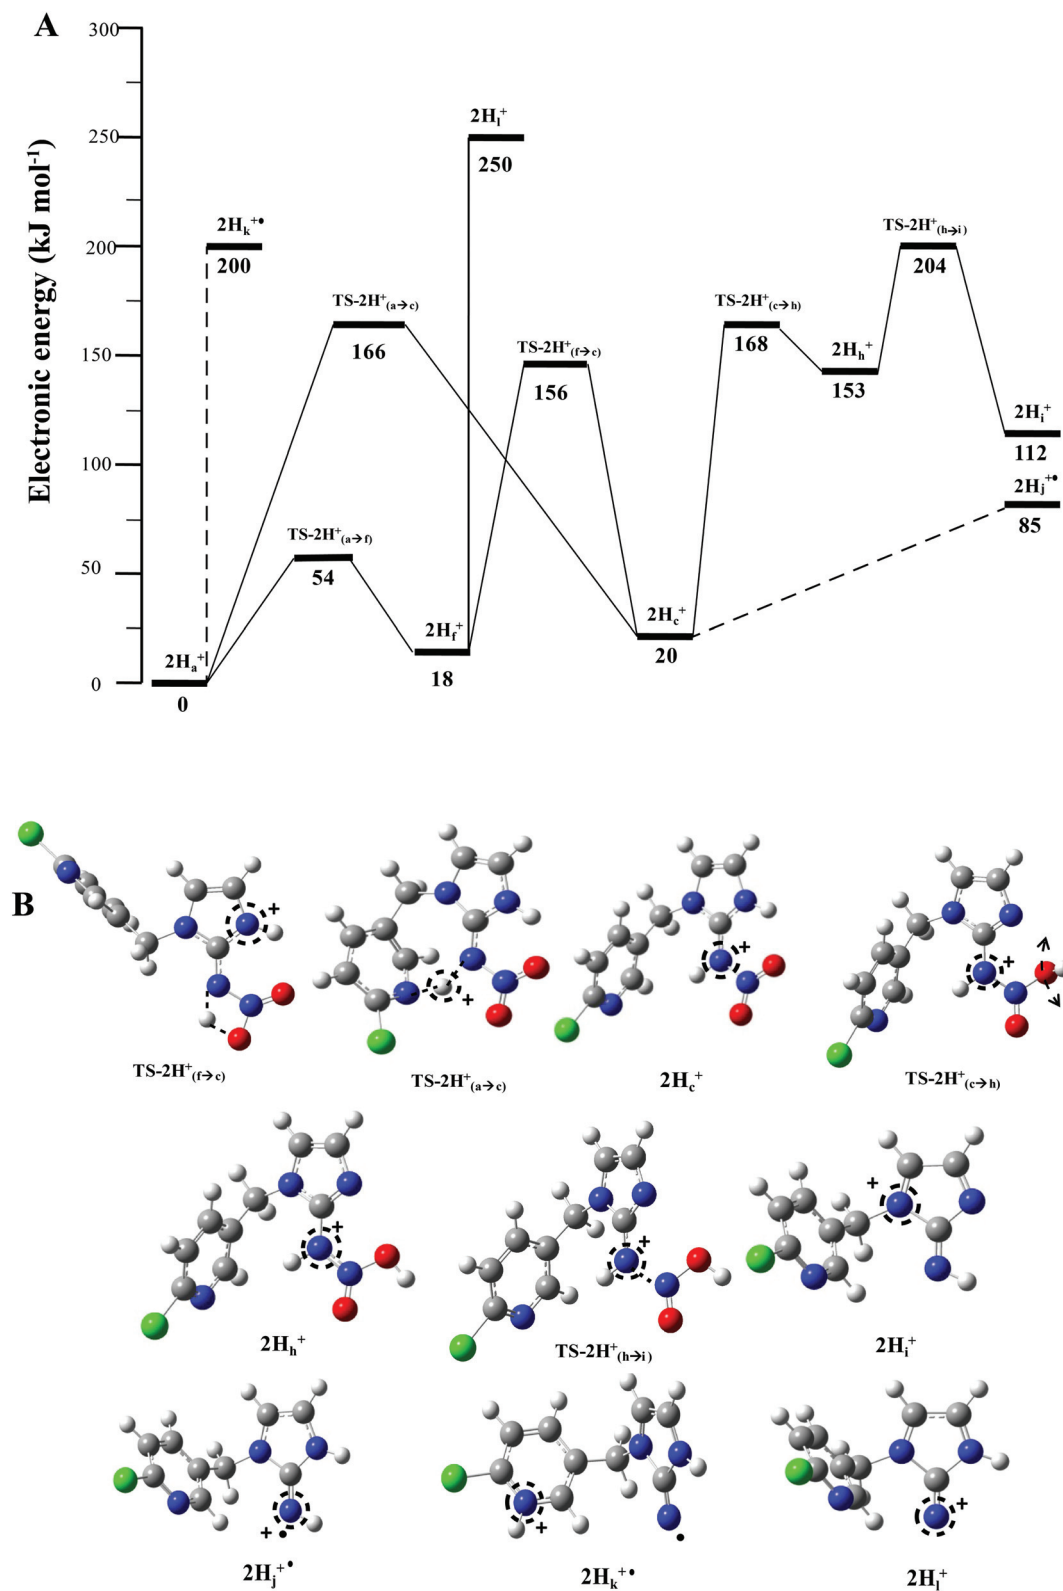 A
Electronic energy (kJ mol⁻¹)
300
250
200
150
100
50
0
2Hₗ⁺
250
2Hₖ⁺•
200
TS-2H⁺(h→i)
204
TS-2H⁺(a→c)
166
TS-2H⁺(c→h)
168
TS-2H⁺(f→c)
156
2Hₕ⁺
153
2Hᵢ⁺
112
2Hⱼ⁺•
85
TS-2H⁺(a→f)
54
2H_f⁺
18
2H_c⁺
20
2Hₐ⁺
0
B
+
+
+
+
TS-2H⁺(f→c)
TS-2H⁺(a→c)
2H_c⁺
TS-2H⁺(c→h)
+
+
+
2Hₕ⁺
TS-2H⁺(h→i)
2Hᵢ⁺
+•
+
•
+
2Hⱼ⁺•
2Hₖ⁺•
2Hₗ⁺